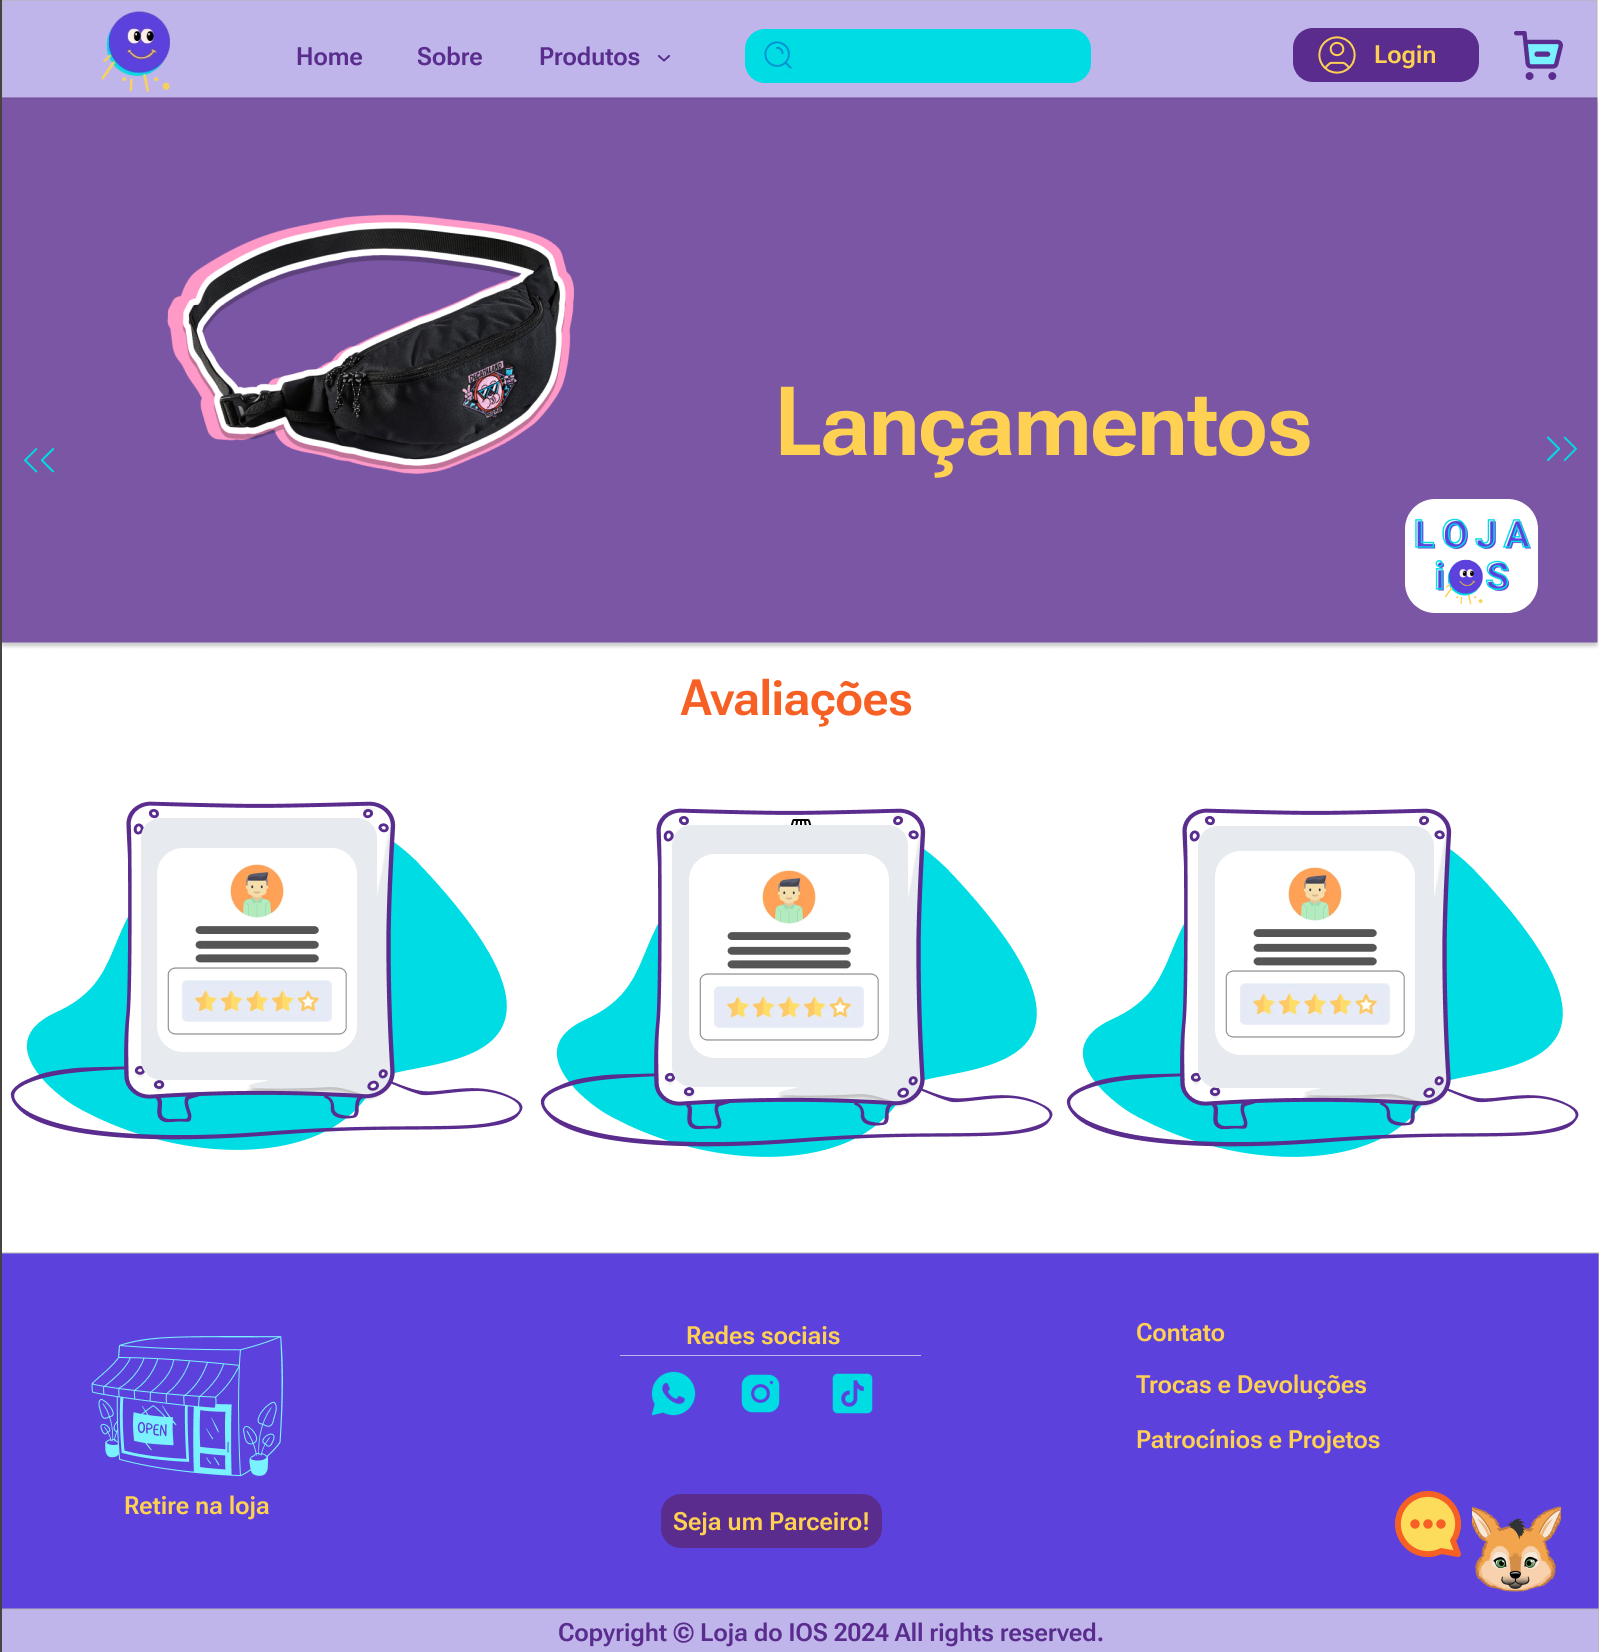 Home Sobre Produtos Login
Lançamentos
LOJA
iOS
Avaliações
OPEN
Retire na loja
Redes sociais
Seja um Parceiro!
Contato
Trocas e Devoluções
Patrocínios e Projetos
Copyright © Loja do IOS 2024 All rights reserved.